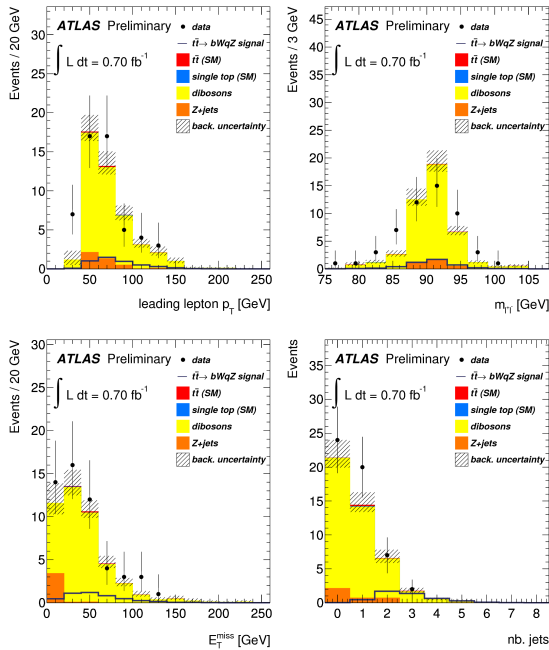 Events / 20 GeV
30
25
20
15
10
5
0
ATLAS Preliminary
∫ L dt = 0.70 fb⁻¹
data
tt̄→ bWqZ signal
tt̄ (SM)
single top (SM)
dibosons
Z+jets
back. uncertainty
0 50 100 150 200 250
leading lepton p_T [GeV]
Events / 3 GeV
45
40
35
30
25
20
15
10
5
0
ATLAS Preliminary
∫ L dt = 0.70 fb⁻¹
data
tt̄→ bWqZ signal
tt̄ (SM)
single top (SM)
dibosons
Z+jets
back. uncertainty
75 80 85 90 95 100 105
m_l⁺l⁻ [GeV]
Events / 20 GeV
30
25
20
15
10
5
0
ATLAS Preliminary
∫ L dt = 0.70 fb⁻¹
data
tt̄→ bWqZ signal
tt̄ (SM)
single top (SM)
dibosons
Z+jets
back. uncertainty
0 50 100 150 200 250
E_T^miss [GeV]
Events
35
30
25
20
15
10
5
0
ATLAS Preliminary
∫ L dt = 0.70 fb⁻¹
data
tt̄→ bWqZ signal
tt̄ (SM)
single top (SM)
dibosons
Z+jets
back. uncertainty
0 1 2 3 4 5 6 7 8
nb. jets